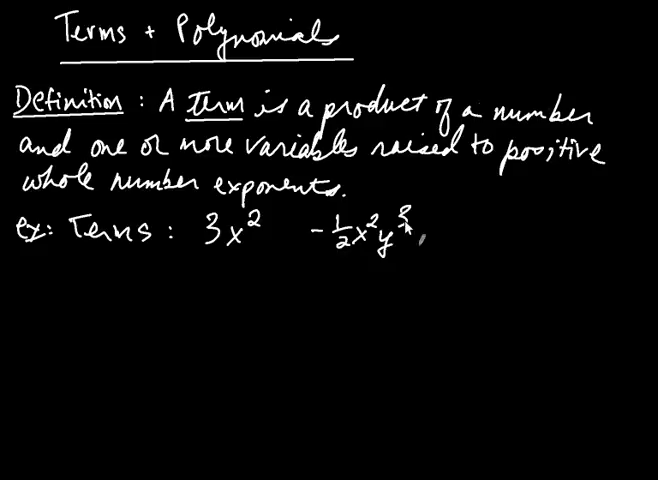 Terms + Polynomials
Definition : A term is a product of a number
and one or more variables raised to positive
whole number exponents.
ex: Terms : 3x² -½x²y